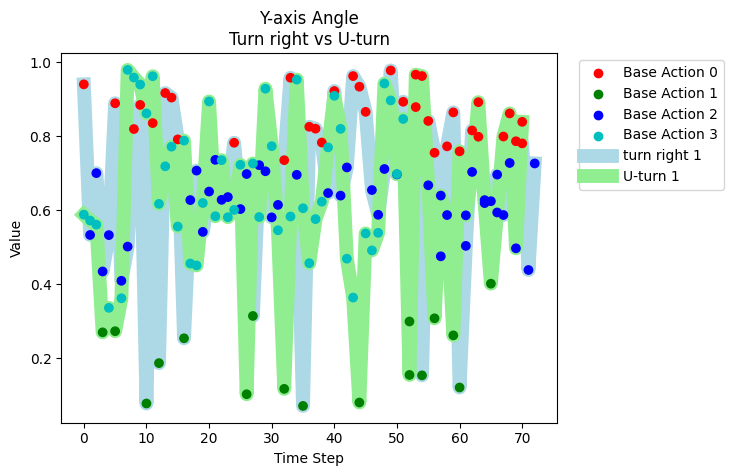 Y-axis Angle
Turn right vs U-turn
1.0
0.8
0.6
0.4
0.2
Value
0
10
20
30
40
50
60
70
Time Step
Base Action 0
Base Action 1
Base Action 2
Base Action 3
turn right 1
U-turn 1